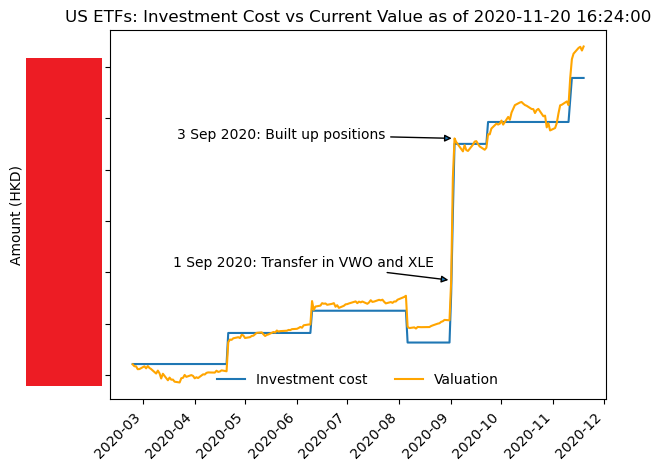 US ETFs: Investment Cost vs Current Value as of 2020-11-20 16:24:00
Amount (HKD)
3 Sep 2020: Built up positions
1 Sep 2020: Transfer in VWO and XLE
Investment cost
Valuation
2020-03
2020-04
2020-05
2020-06
2020-07
2020-08
2020-09
2020-10
2020-11
2020-12